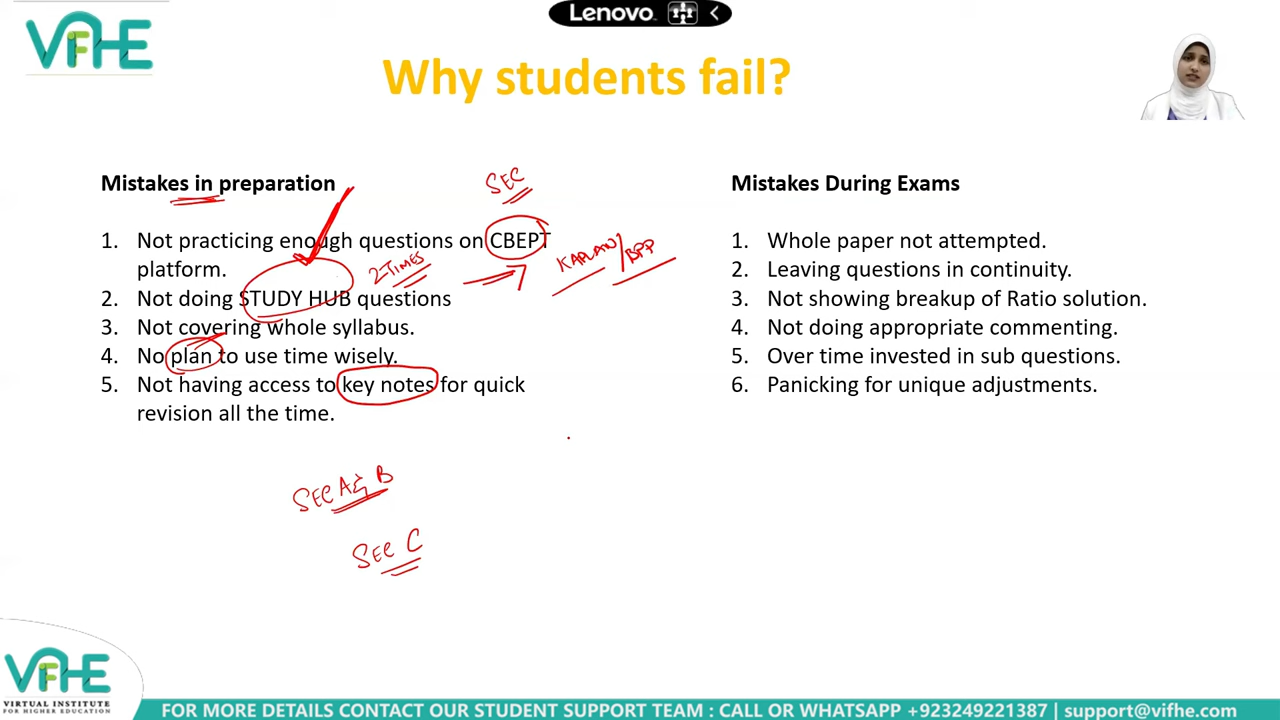 Lenovo
VIFHE
Why students fail?
Mistakes in preparation
SEC
1. Not practicing enough questions on CBEPT
platform.
2-TIMES
KAPLAN/BPP
2. Not doing STUDY HUB questions
3. Not covering whole syllabus.
4. No plan to use time wisely.
5. Not having access to key notes for quick
revision all the time.
SEC A & B
SEC C
Mistakes During Exams
1. Whole paper not attempted.
2. Leaving questions in continuity.
3. Not showing breakup of Ratio solution.
4. Not doing appropriate commenting.
5. Over time invested in sub questions.
6. Panicking for unique adjustments.
VIFHE
VIRTUAL INSTITUTE
FOR HIGHER EDUCATION
FOR MORE DETAILS CONTACT OUR STUDENT SUPPORT TEAM : CALL OR WHATSAPP +923249221387 | support@vifhe.com